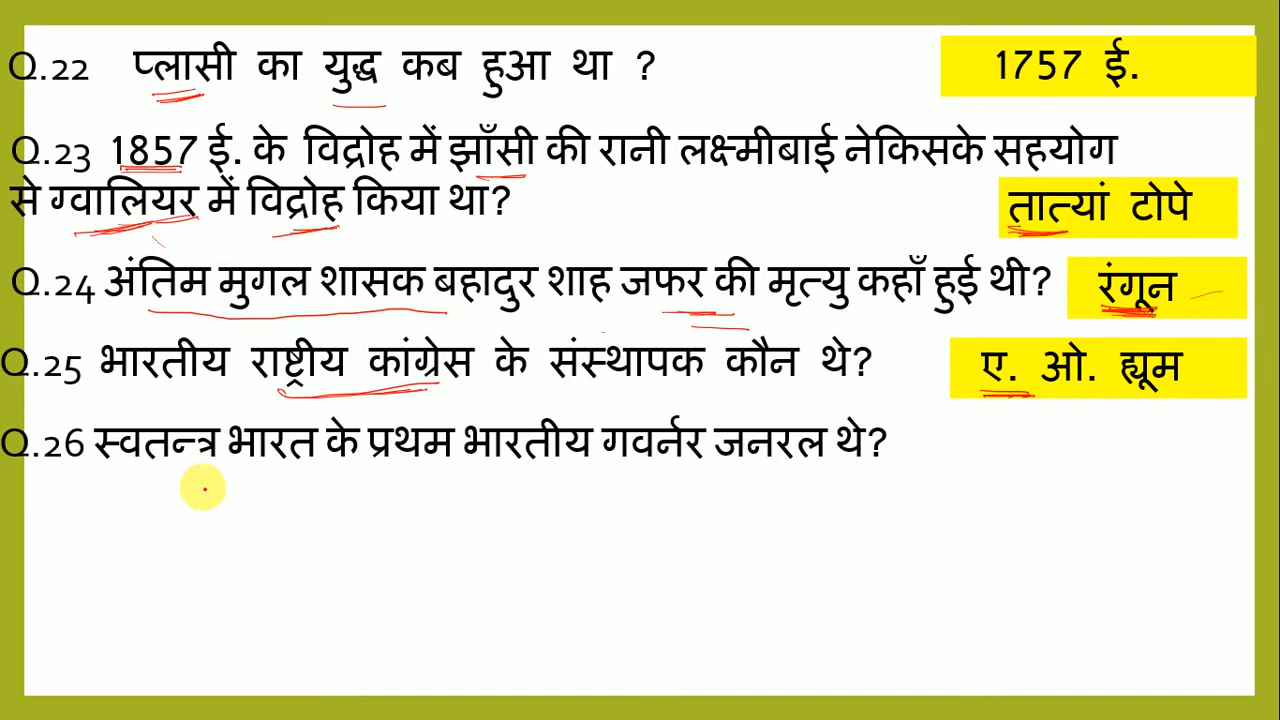 Q.22 प्लासी का युद्ध कब हुआ था ? 1757 ई.
Q.23 1857 ई. के विद्रोह में झाँसी की रानी लक्ष्मीबाई नेकिसके सहयोग
से ग्वालियर में विद्रोह किया था? तात्यां टोपे
Q.24 अंतिम मुगल शासक बहादुर शाह जफर की मृत्यु कहाँ हुई थी? रंगून
Q.25 भारतीय राष्ट्रीय कांग्रेस के संस्थापक कौन थे? ए. ओ. ह्यूम
Q.26 स्वतन्त्र भारत के प्रथम भारतीय गवर्नर जनरल थे?